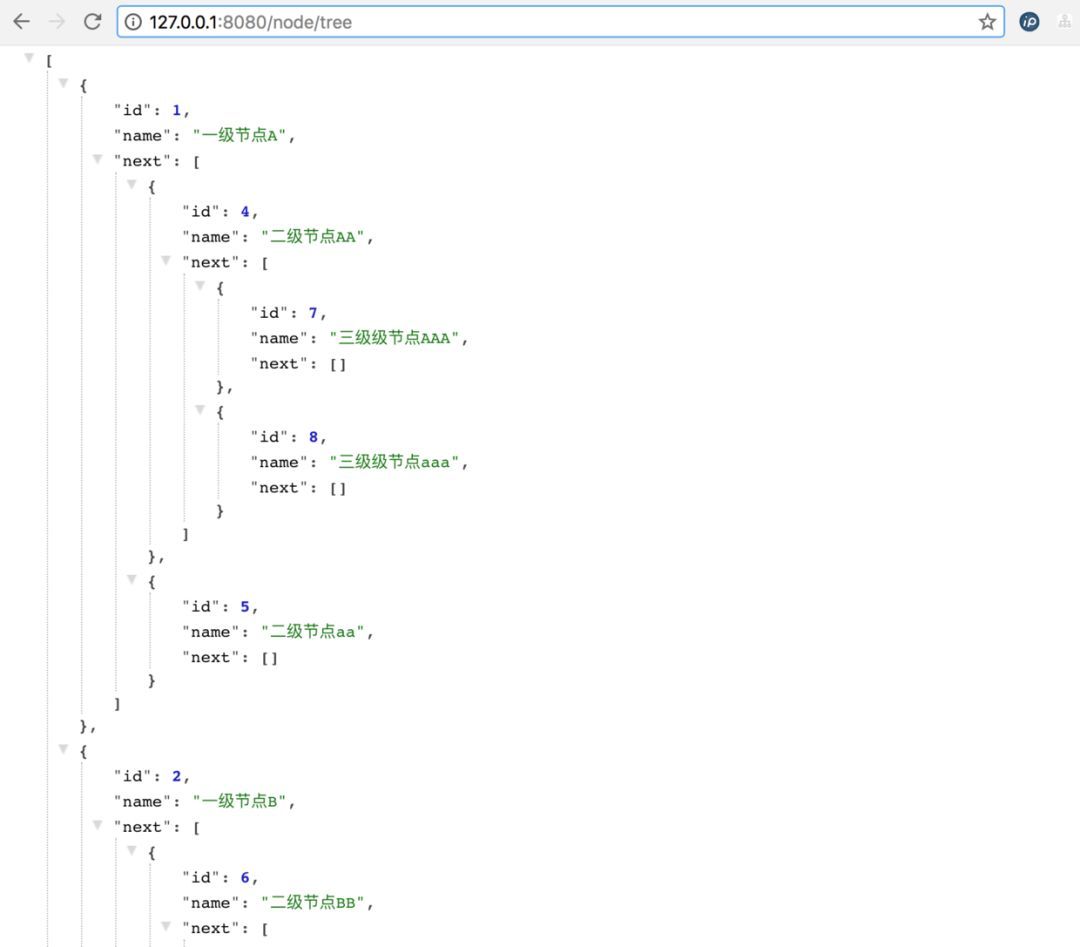 127.0.0.1:8080/node/tree
[
{
"id": 1,
"name": "一级节点A",
"next": [
{
"id": 4,
"name": "二级节点AA",
"next": [
{
"id": 7,
"name": "三级级节点AAA",
"next": []
},
{
"id": 8,
"name": "三级级节点aaa",
"next": []
}
]
},
{
"id": 5,
"name": "二级节点aa",
"next": []
}
]
},
{
"id": 2,
"name": "一级节点B",
"next": [
{
"id": 6,
"name": "二级节点BB",
"next": [